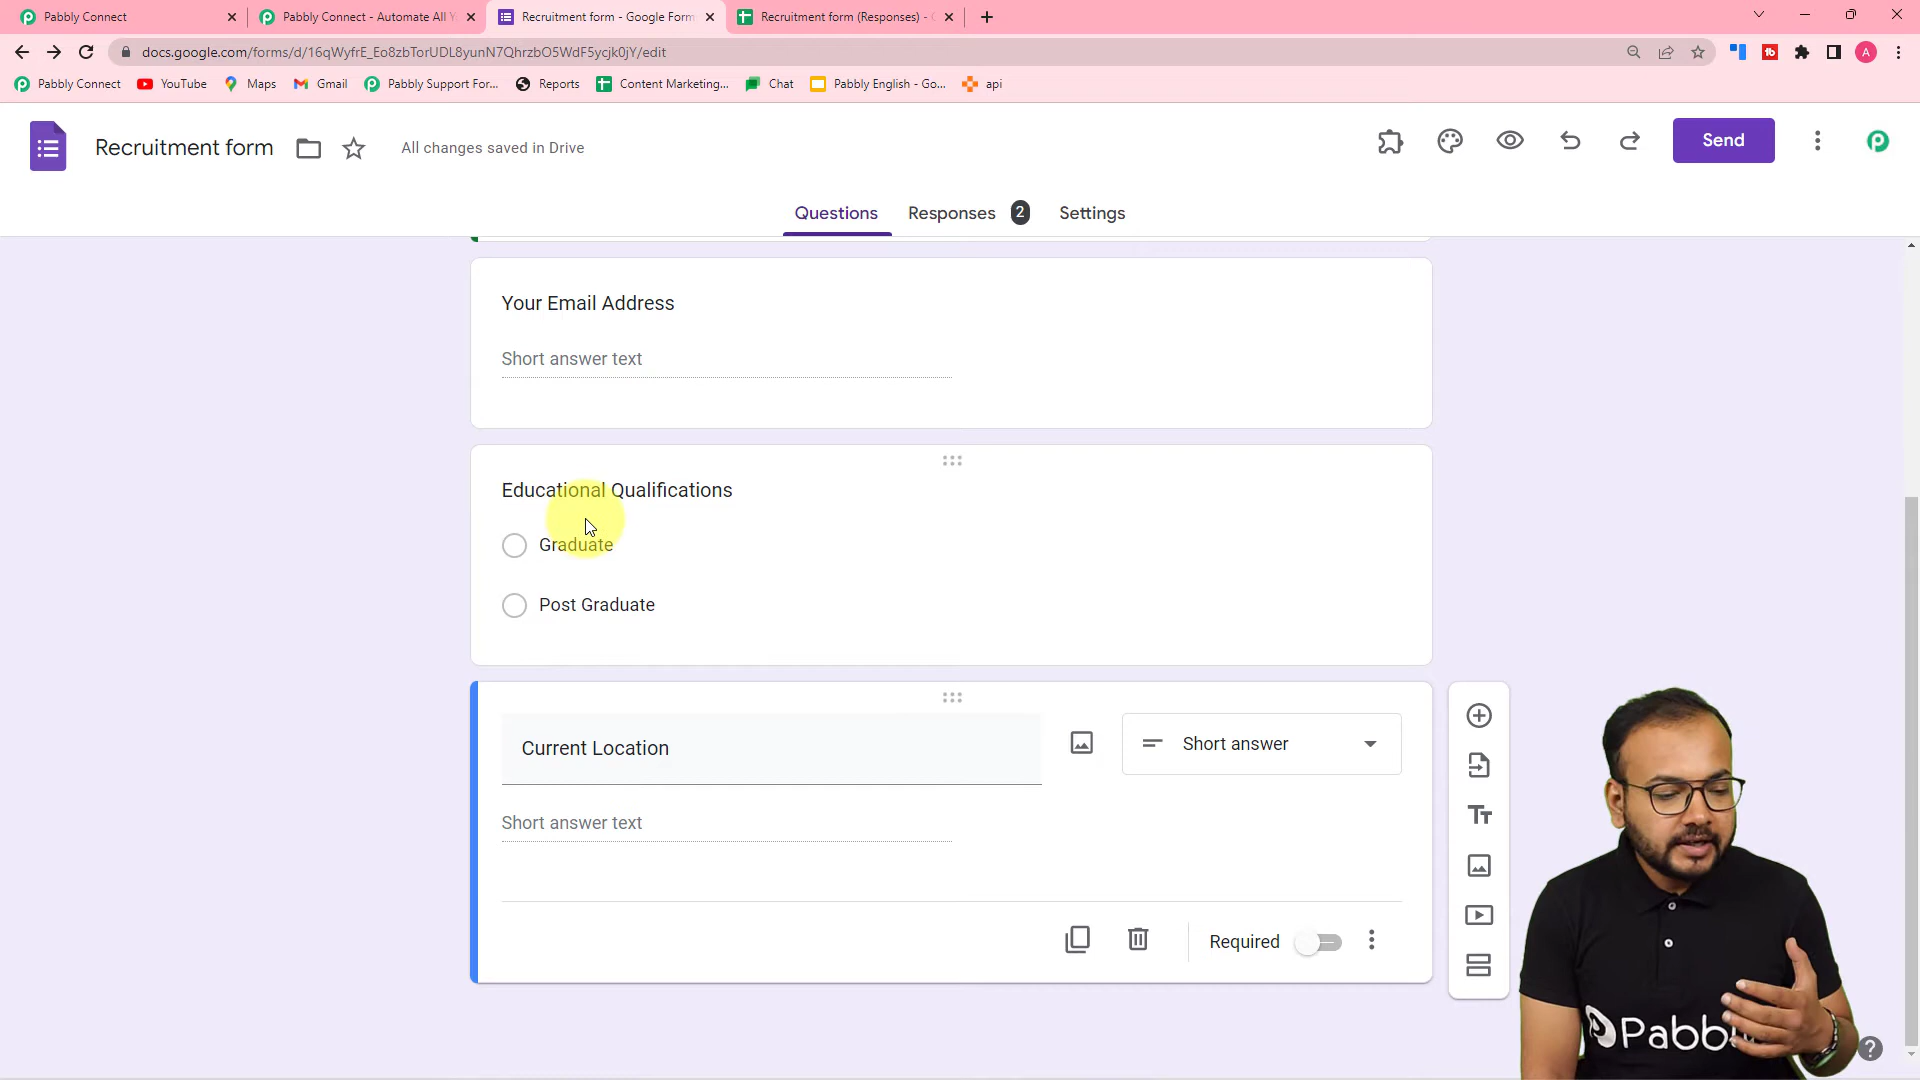 Pabbly Connect
Pabbly Connect - Automate All Y
Recruitment form - Google Form
Recruitment form (Responses) -
docs.google.com/forms/d/16qWyfrE_Eo8zbTorUDL8yunN7QhrzbO5WdF5ycjk0jY/edit
A
Pabbly Connect
YouTube
Maps
Gmail
Pabbly Support For...
Reports
Content Marketing...
Chat
Pabbly English - Go...
api
Recruitment form
All changes saved in Drive
Send
Questions
Responses 2
Settings
Your Email Address
Short answer text
Educational Qualifications
Graduate
Post Graduate
Current Location
Short answer
Short answer text
Required